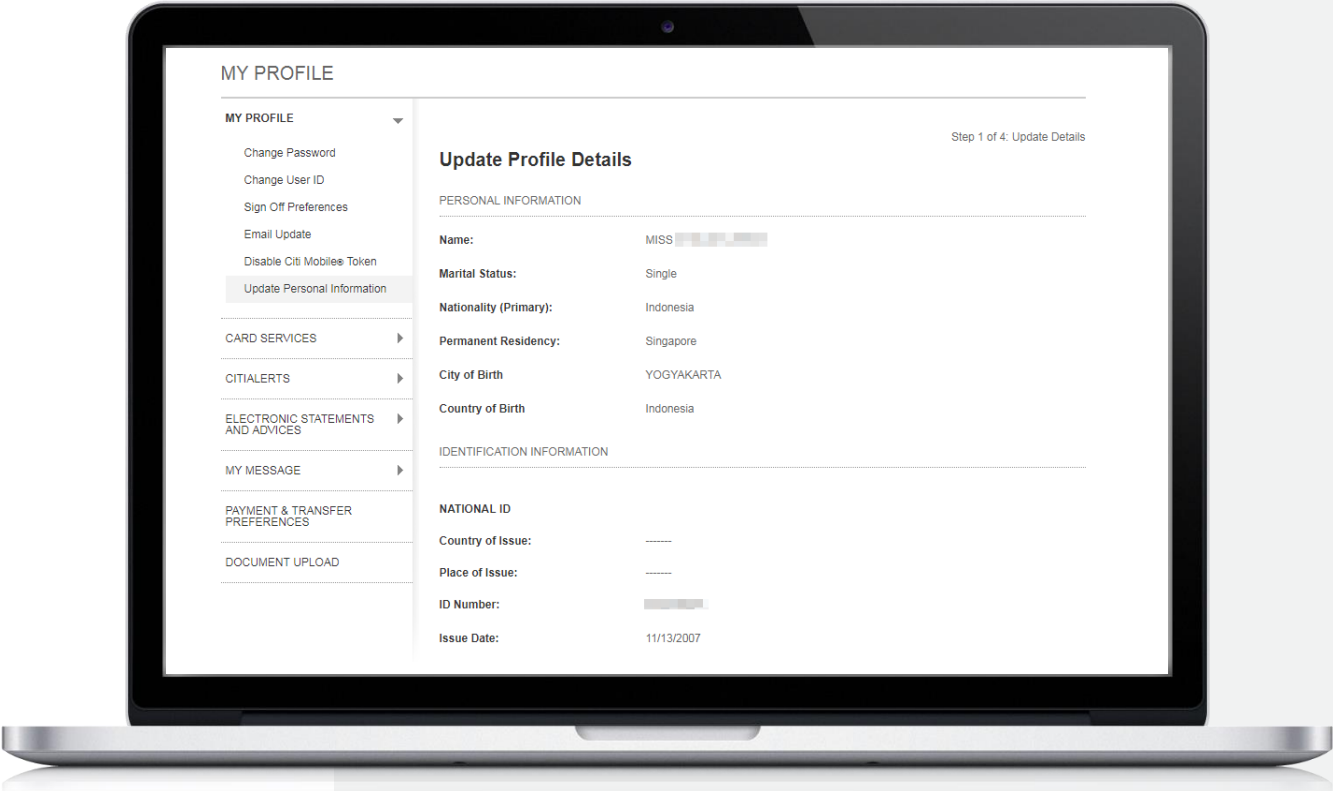 MY PROFILE
MY PROFILE
Change Password
Change User ID
Sign Off Preferences
Email Update
Disable Citi Mobile® Token
Update Personal Information
CARD SERVICES
CITIALERTS
ELECTRONIC STATEMENTS
AND ADVICES
MY MESSAGE
PAYMENT & TRANSFER
PREFERENCES
DOCUMENT UPLOAD
Step 1 of 4: Update Details
Update Profile Details
PERSONAL INFORMATION
Name: MISS
Marital Status: Single
Nationality (Primary): Indonesia
Permanent Residency: Singapore
City of Birth YOGYAKARTA
Country of Birth Indonesia
IDENTIFICATION INFORMATION
NATIONAL ID
Country of Issue: -------
Place of Issue: -------
ID Number:
Issue Date: 11/13/2007